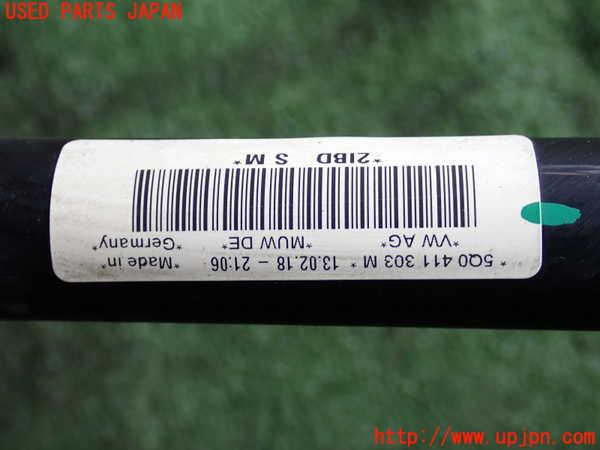 USED PARTS JAPAN
* 5Q0 411 303 M * 13.02.18 - 21:06 *Made in*
*VW AG* *MUW DE* *Germany*
*2IBD S M*
http://www.upjpn.com/